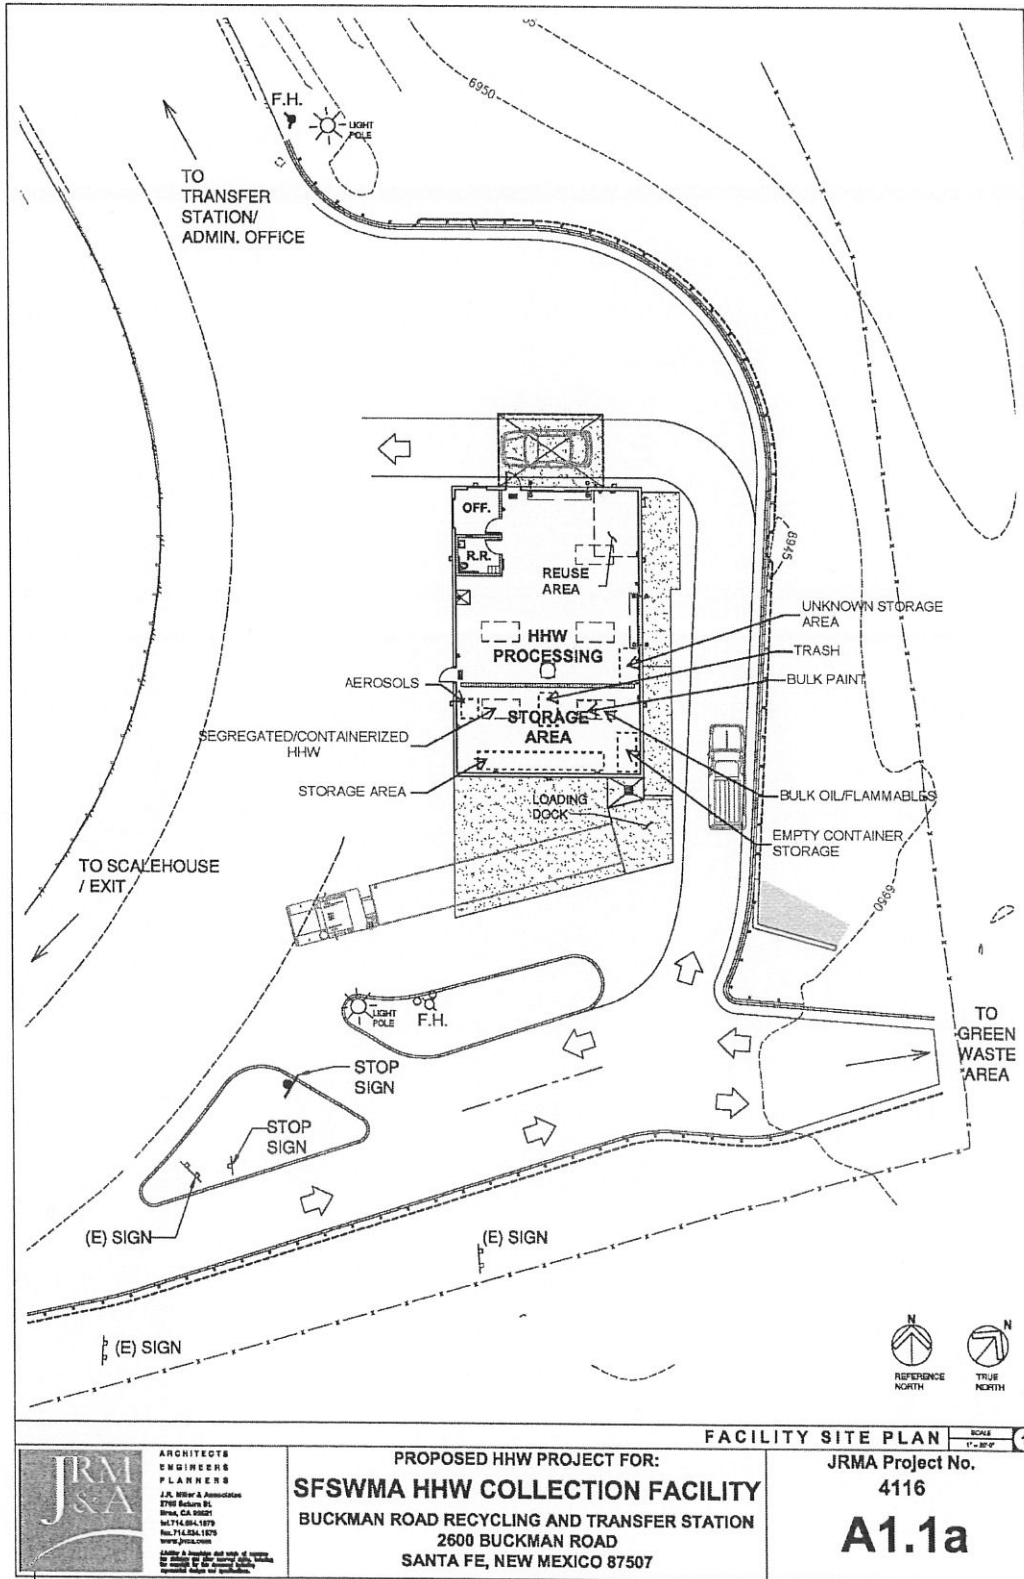 6950
F.H.
LIGHT
POLE
TO
TRANSFER
STATION/
ADMIN. OFFICE
OFF.
R.R.
REUSE
AREA
6945
UNKNOWN STORAGE
AREA
HHW
PROCESSING
TRASH
AEROSOLS
BULK PAINT
SEGREGATED/CONTAINERIZED
HHW
STORAGE
AREA
STORAGE AREA
LOADING
DOCK
BULK OIL/FLAMMABLES
EMPTY CONTAINER
STORAGE
TO SCALEHOUSE
/ EXIT
6950
LIGHT
POLE
F.H.
TO
GREEN
WASTE
AREA
STOP
SIGN
STOP
SIGN
(E) SIGN
(E) SIGN
(E) SIGN
N
N
REFERENCE
NORTH
TRUE
NORTH
FACILITY SITE PLAN
SCALE
JRM
& A
ARCHITECTS
ENGINEERS
PLANNERS
J.R. Miller & Associates
PROPOSED HHW PROJECT FOR:
SFSWMA HHW COLLECTION FACILITY
BUCKMAN ROAD RECYCLING AND TRANSFER STATION
2600 BUCKMAN ROAD
SANTA FE, NEW MEXICO 87507
JRMA Project No.
4116
A1.1a